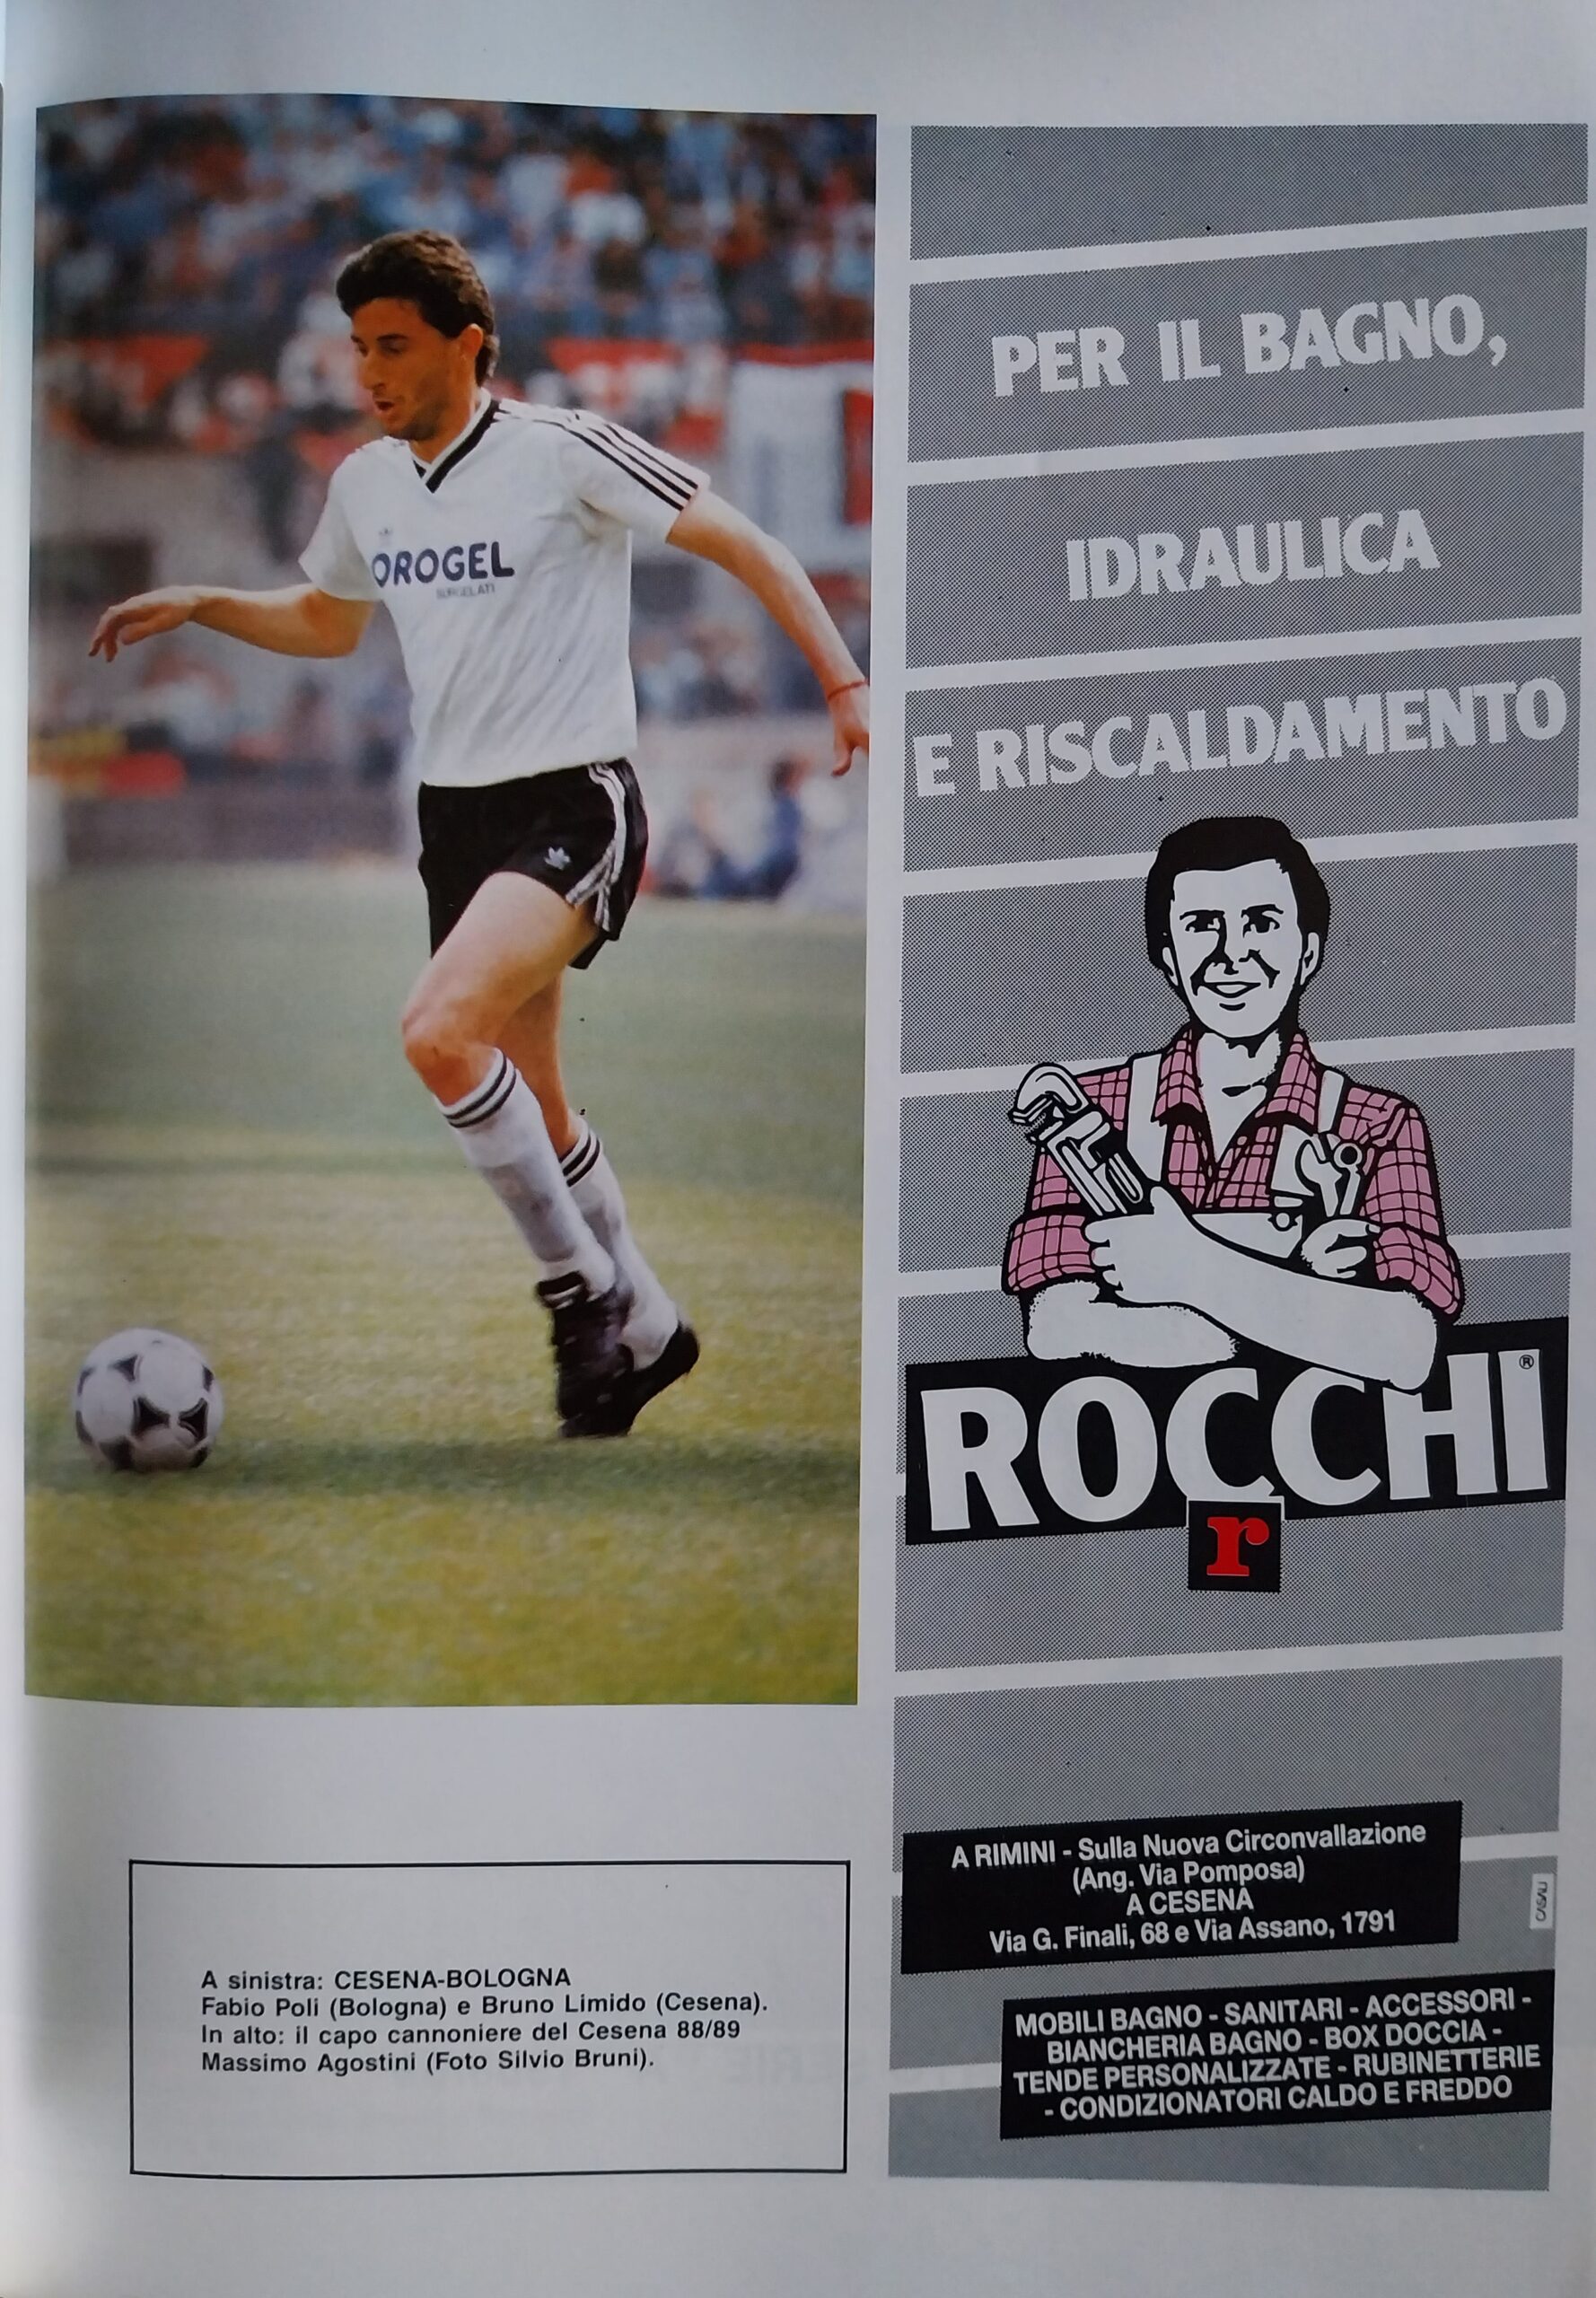 OROGEL
SURGELATI
A sinistra: CESENA-BOLOGNA
Fabio Poli (Bologna) e Bruno Limido (Cesena).
In alto: il capo cannoniere del Cesena 88/89
Massimo Agostini (Foto Silvio Bruni).
PER IL BAGNO,
IDRAULICA
E RISCALDAMENTO
ROCCHI®
r
A RIMINI - Sulla Nuova Circonvallazione
(Ang. Via Pomposa)
A CESENA
Via G. Finali, 68 e Via Assano, 1791
MOBILI BAGNO - SANITARI - ACCESSORI -
BIANCHERIA BAGNO - BOX DOCCIA -
TENDE PERSONALIZZATE - RUBINETTERIE
- CONDIZIONATORI CALDO E FREDDO